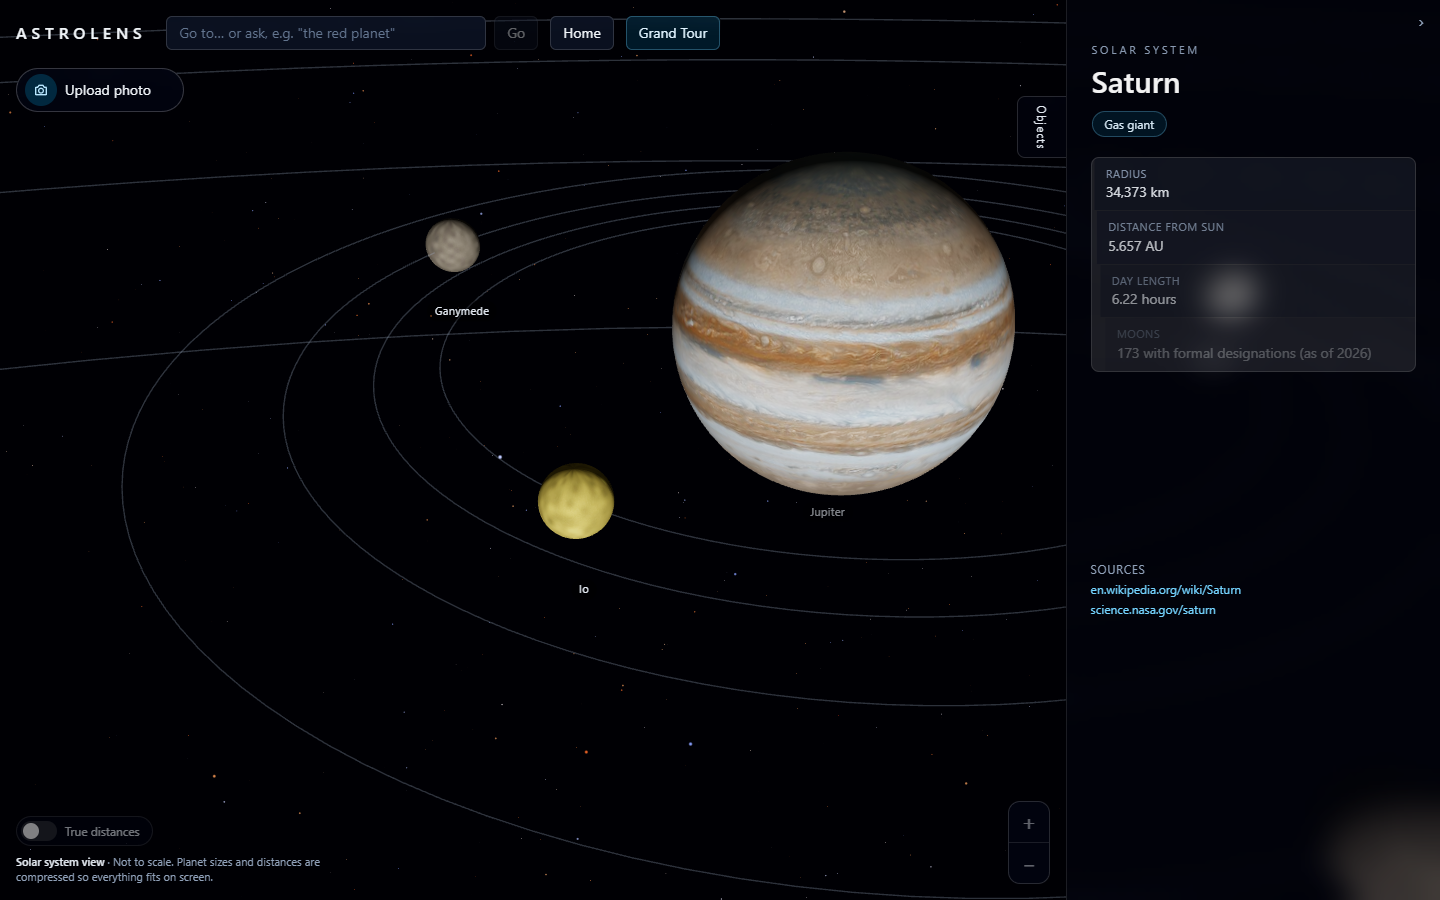 ASTROLENS
Go to... or ask, e.g. "the red planet"
Go
Home
Grand Tour
Upload photo
Objects
Ganymede
Io
Jupiter
True distances
Solar system view · Not to scale. Planet sizes and distances are
compressed so everything fits on screen.
+
−
›
SOLAR SYSTEM
Saturn
Gas giant
RADIUS
34,373 km
DISTANCE FROM SUN
5.657 AU
DAY LENGTH
6.22 hours
MOONS
173 with formal designations (as of 2026)
SOURCES
en.wikipedia.org/wiki/Saturn
science.nasa.gov/saturn